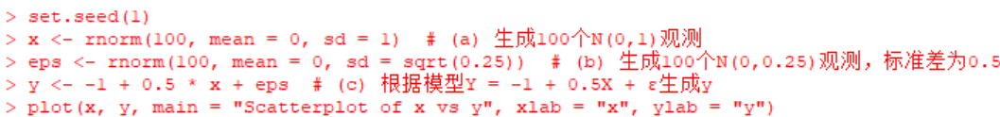 > set.seed(1)
> x <- rnorm(100, mean = 0, sd = 1)  # (a) 生成100个N(0,1)观测
> eps <- rnorm(100, mean = 0, sd = sqrt(0.25))  # (b) 生成100个N(0,0.25)观测，标准差为0.5
> y <- -1 + 0.5 * x + eps  # (c) 根据模型Y = -1 + 0.5X + ε生成y
> plot(x, y, main = "Scatterplot of x vs y", xlab = "x", ylab = "y")